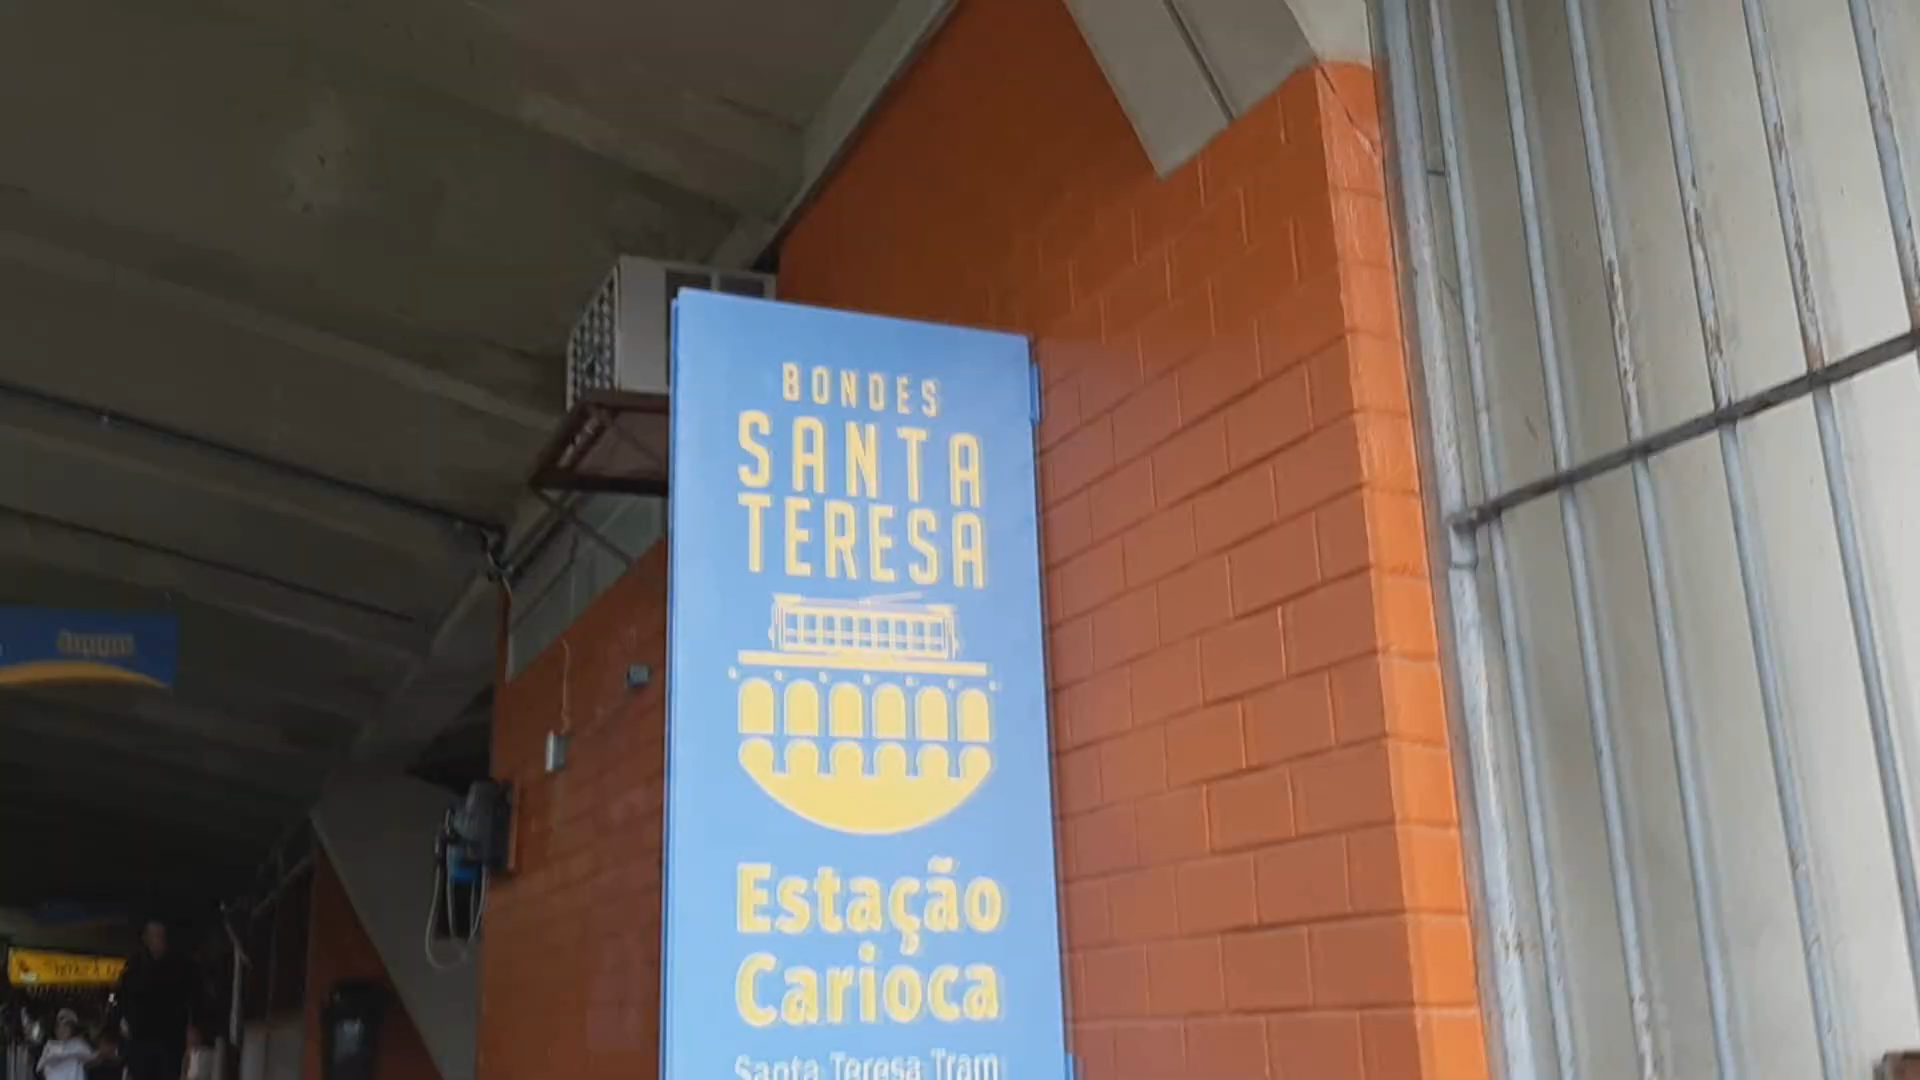 BONDES
SANTA
TERESA
Estação
Carioca
Santa Teresa Tram